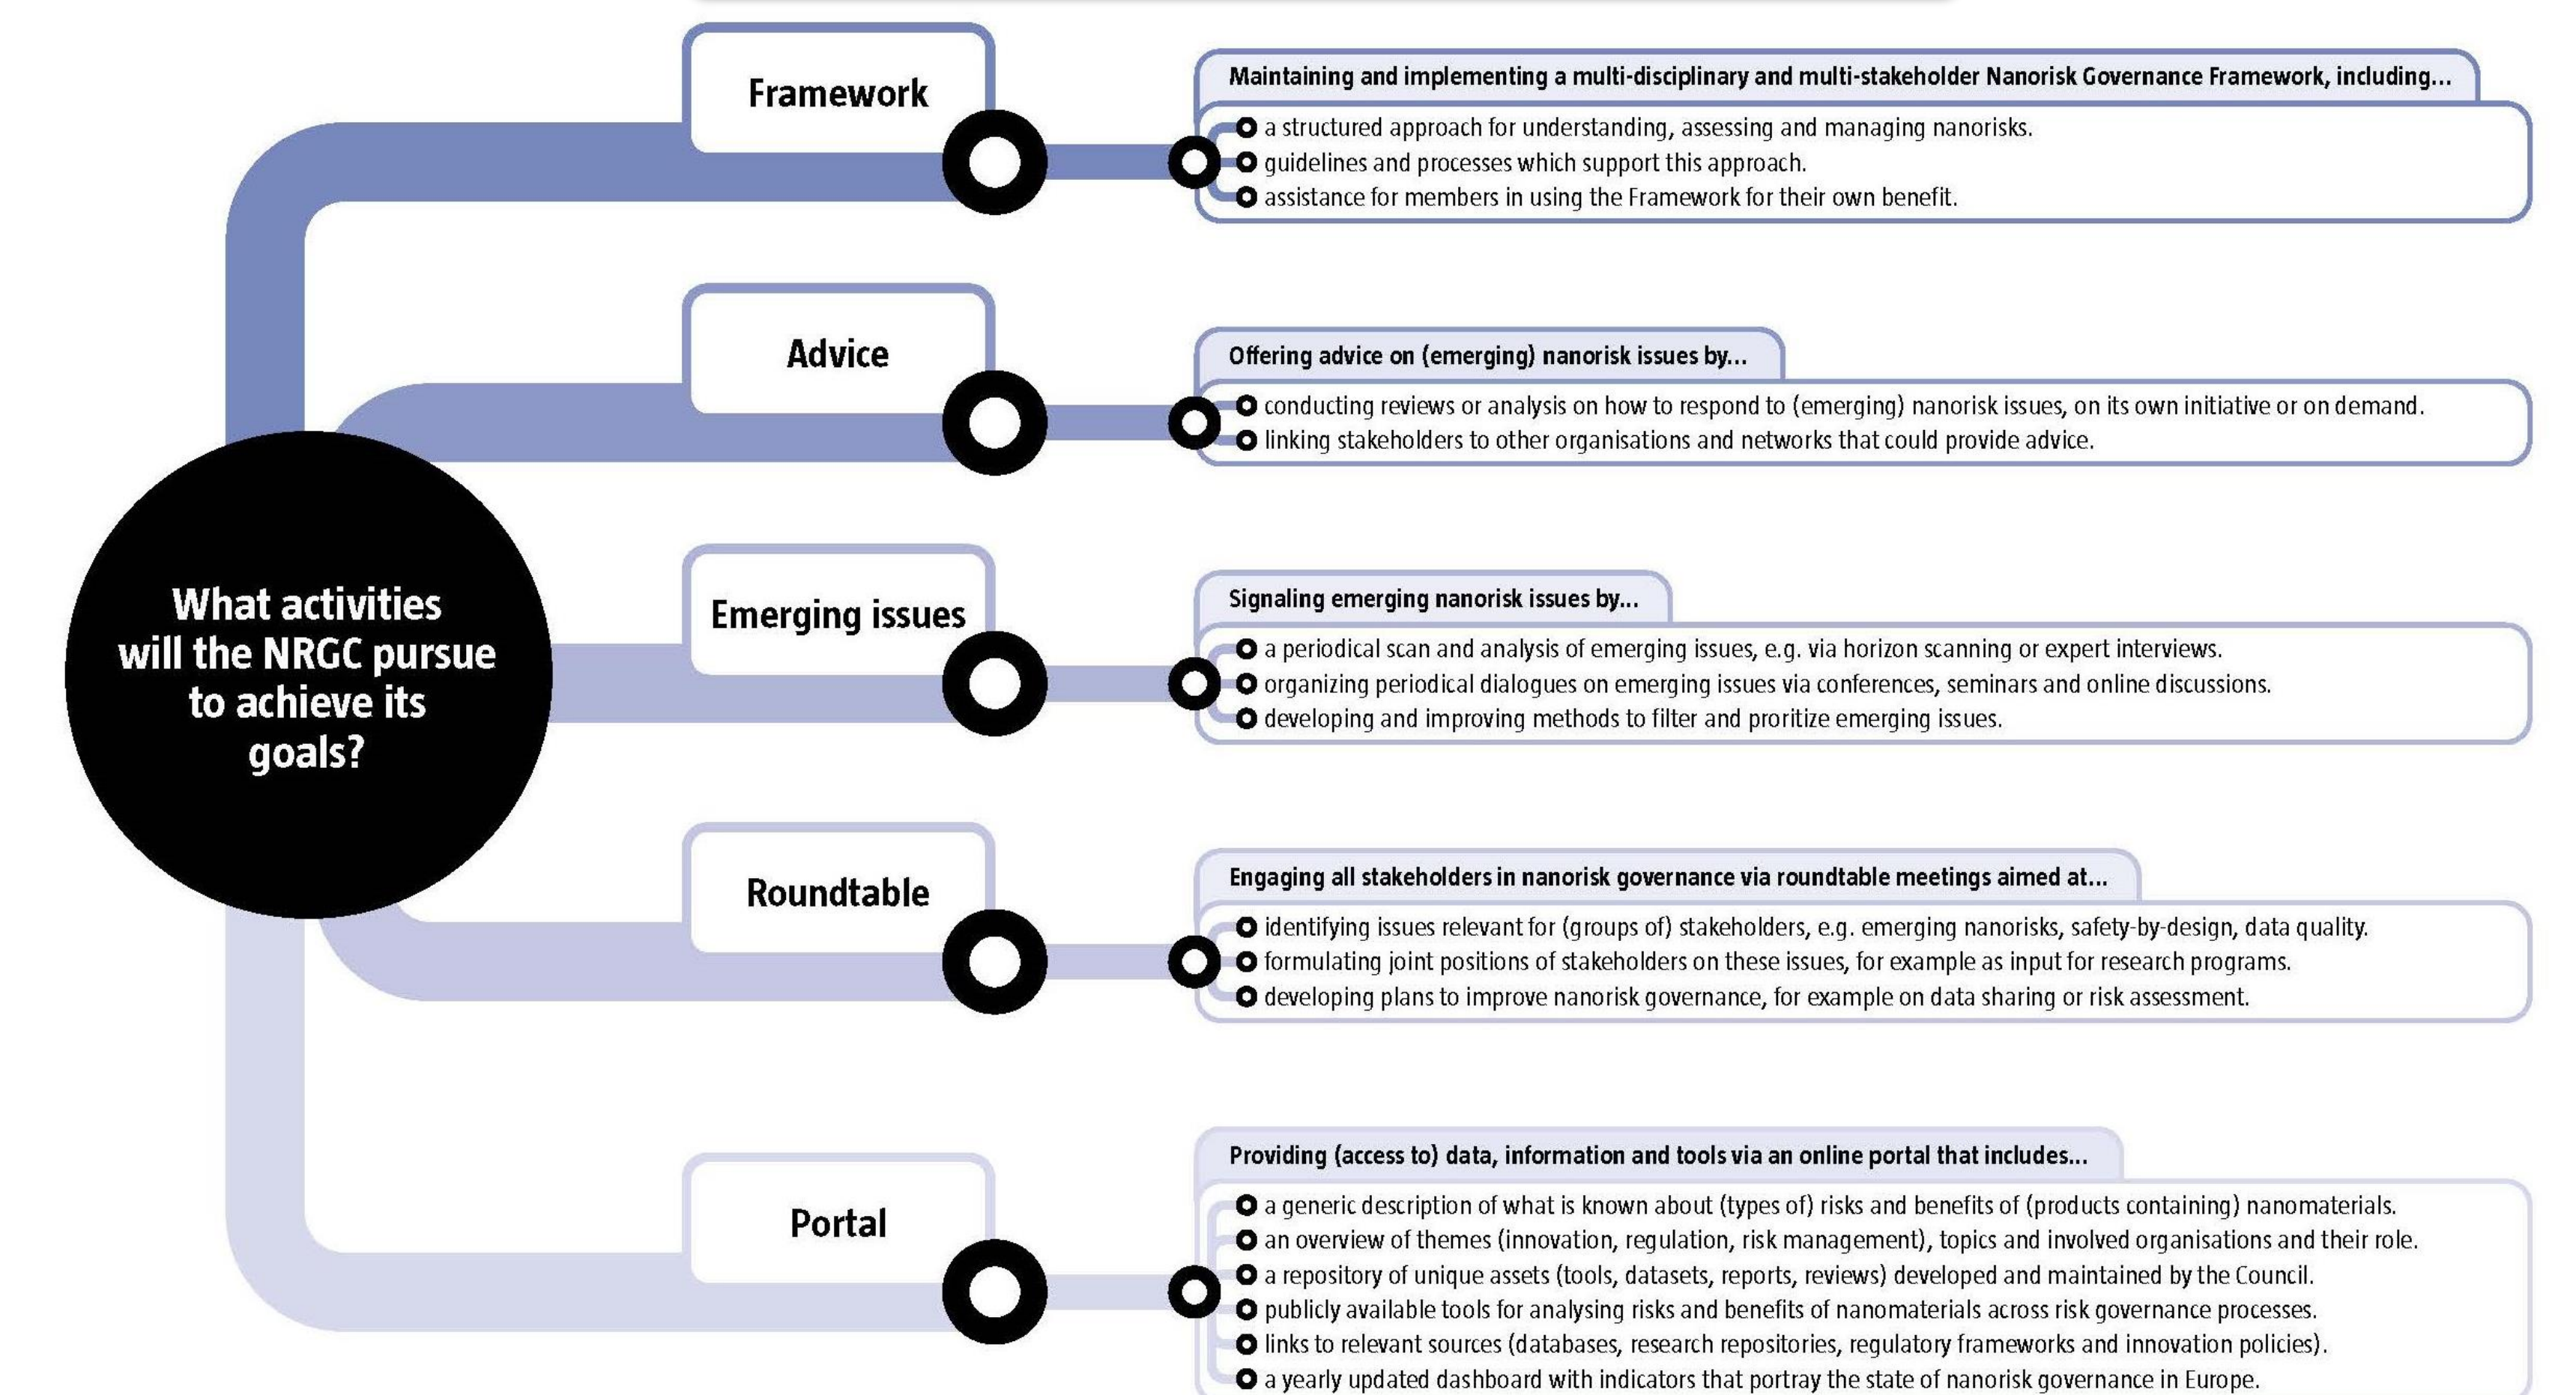 What activities
will the NRGC pursue
to achieve its
goals?
Framework
Maintaining and implementing a multi-disciplinary and multi-stakeholder Nanorisk Governance Framework, including...
a structured approach for understanding, assessing and managing nanorisks.
guidelines and processes which support this approach.
assistance for members in using the Framework for their own benefit.
Advice
Offering advice on (emerging) nanorisk issues by...
conducting reviews or analysis on how to respond to (emerging) nanorisk issues, on its own initiative or on demand.
linking stakeholders to other organisations and networks that could provide advice.
Emerging issues
Signaling emerging nanorisk issues by...
a periodical scan and analysis of emerging issues, e.g. via horizon scanning or expert interviews.
organizing periodical dialogues on emerging issues via conferences, seminars and online discussions.
developing and improving methods to filter and proritize emerging issues.
Roundtable
Engaging all stakeholders in nanorisk governance via roundtable meetings aimed at...
identifying issues relevant for (groups of) stakeholders, e.g. emerging nanorisks, safety-by-design, data quality.
formulating joint positions of stakeholders on these issues, for example as input for research programs.
developing plans to improve nanorisk governance, for example on data sharing or risk assessment.
Portal
Providing (access to) data, information and tools via an online portal that includes...
a generic description of what is known about (types of) risks and benefits of (products containing) nanomaterials.
an overview of themes (innovation, regulation, risk management), topics and involved organisations and their role.
a repository of unique assets (tools, datasets, reports, reviews) developed and maintained by the Council.
publicly available tools for analysing risks and benefits of nanomaterials across risk governance processes.
links to relevant sources (databases, research repositories, regulatory frameworks and innovation policies).
a yearly updated dashboard with indicators that portray the state of nanorisk governance in Europe.